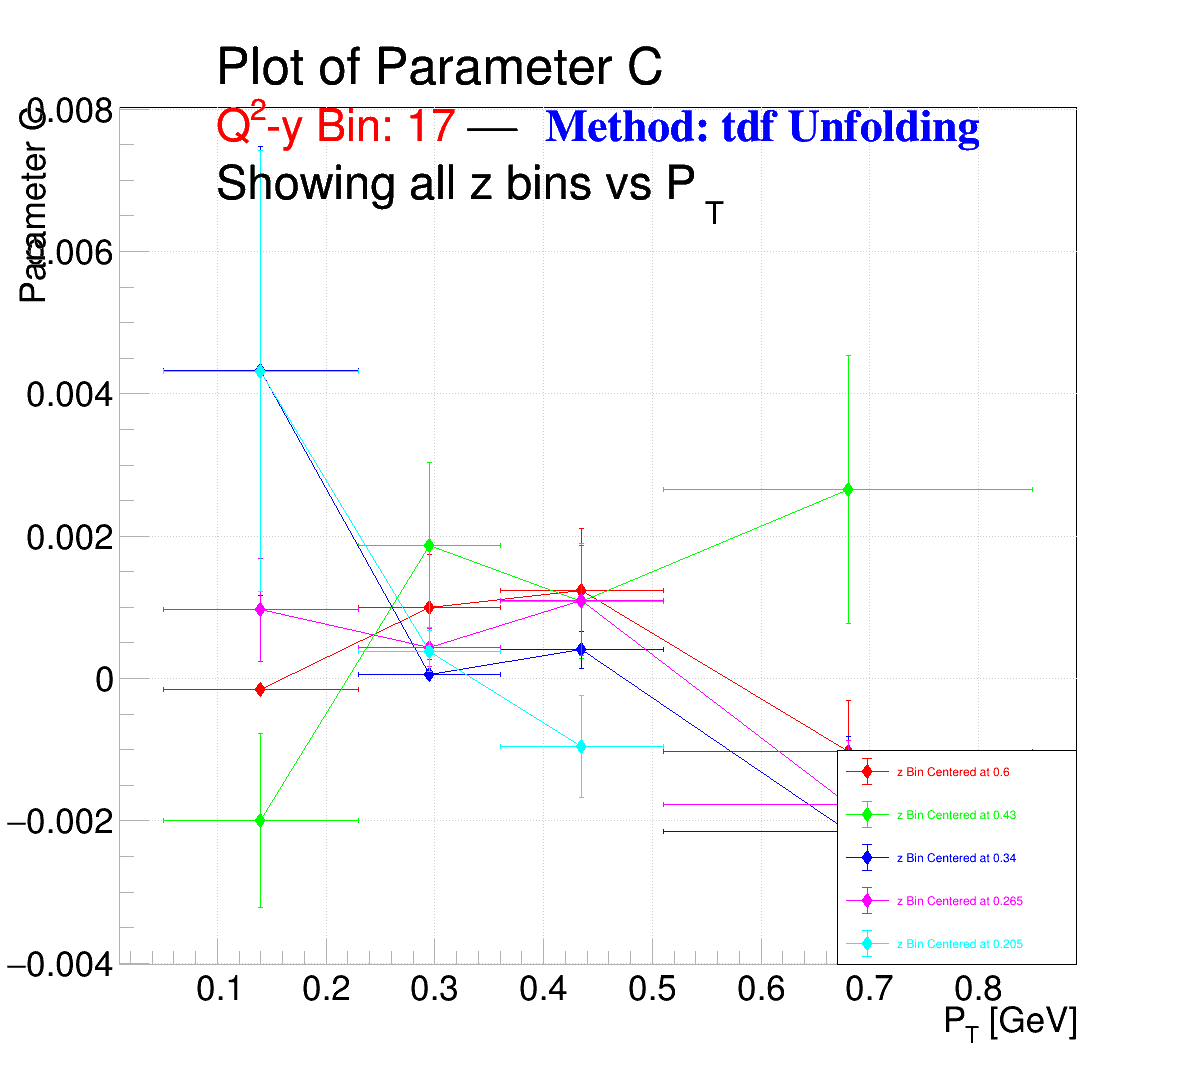 Plot of Parameter C
Q²-y Bin: 17 — Method: tdf Unfolding
Showing all z bins vs P_T
Parameter C
0.008
0.006
0.004
0.002
0
−0.002
−0.004
0.1 0.2 0.3 0.4 0.5 0.6 0.7 0.8
P_T [GeV]
z Bin Centered at 0.6
z Bin Centered at 0.43
z Bin Centered at 0.34
z Bin Centered at 0.265
z Bin Centered at 0.205